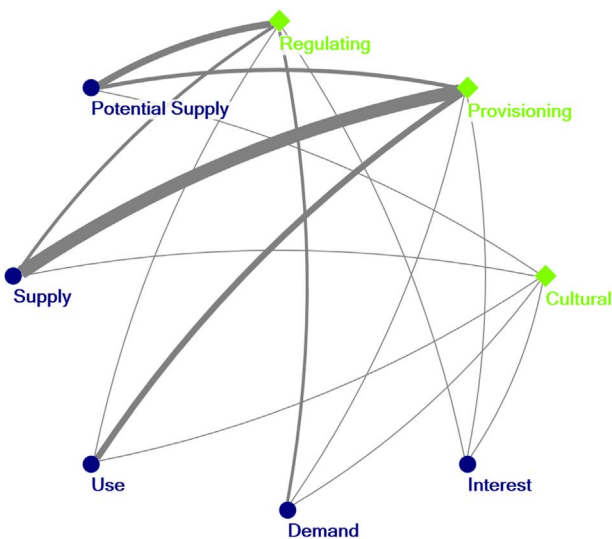 Regulating
Potential Supply
Provisioning
Supply
Cultural
Use
Interest
Demand